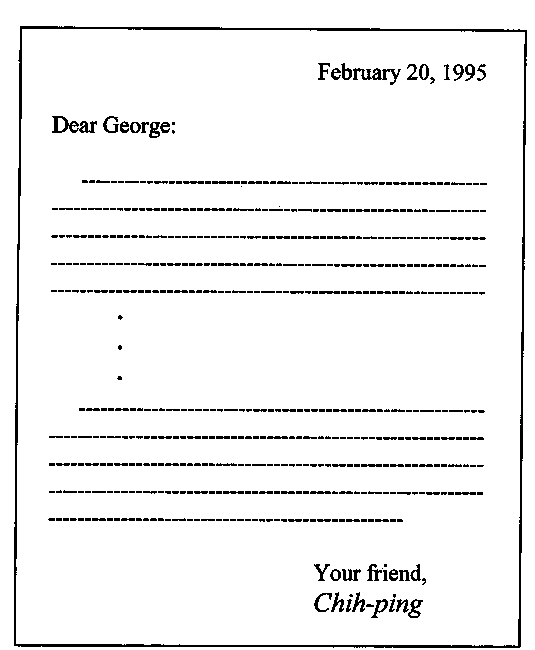 February 20, 1995
Dear George:
Your friend,
Chih-ping